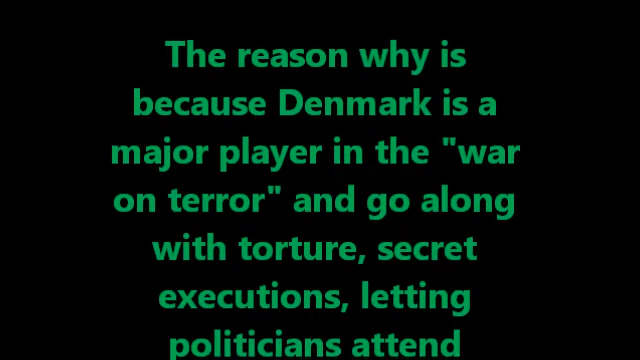 The reason why is
because Denmark is a
major player in the "war
on terror" and go along
with torture, secret
executions, letting
politicians attend